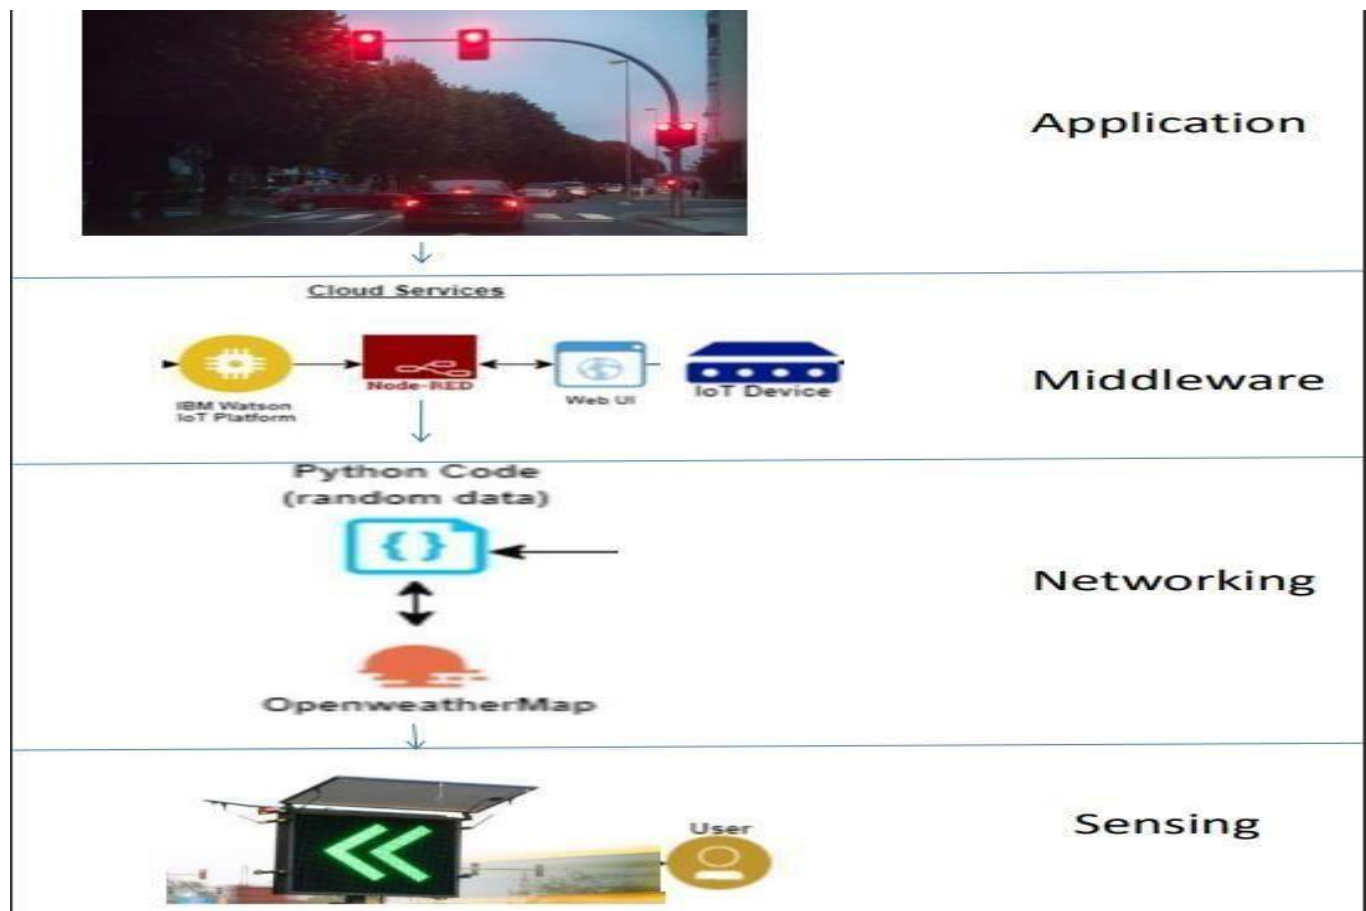 Application
Cloud Services
IBM Watson
IoT Platform
Node-RED
Web UI
IoT Device
Middleware
Python Code
(random data)
Networking
OpenweatherMap
User
Sensing